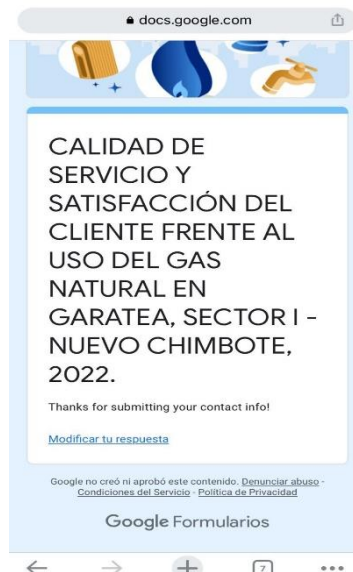 docs.google.com
CALIDAD DE
SERVICIO Y
SATISFACCIÓN DEL
CLIENTE FRENTE AL
USO DEL GAS
NATURAL EN
GARATEA, SECTOR I -
NUEVO CHIMBOTE,
2022.
Thanks for submitting your contact info!
Modificar tu respuesta
Google no creó ni aprobó este contenido. Denunciar abuso -
Condiciones del Servicio - Política de Privacidad
Google Formularios
7